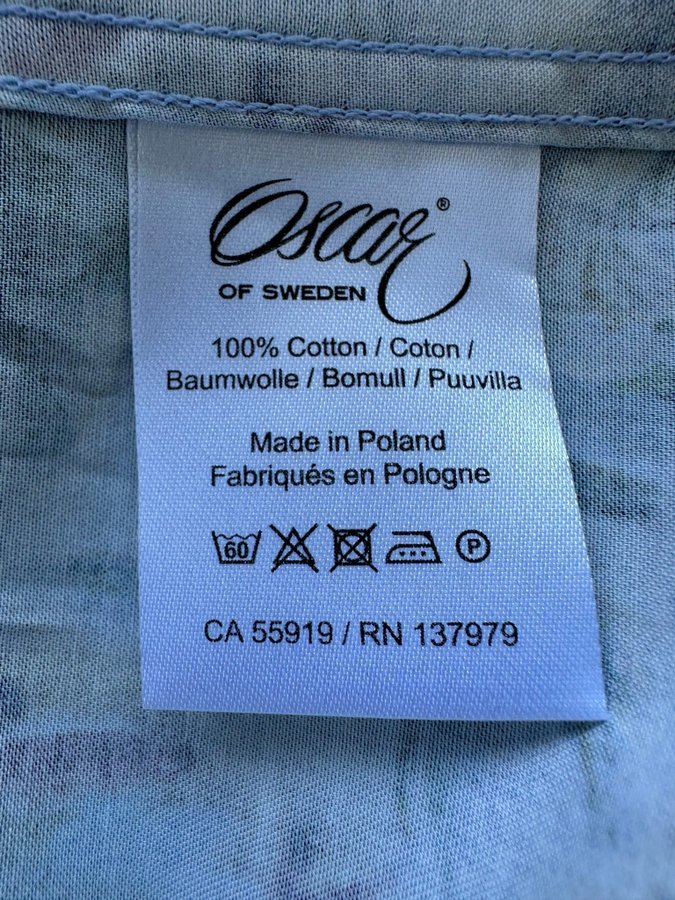 Oscar®
OF SWEDEN
100% Cotton / Coton /
Baumwolle / Bomull / Puuvilla
Made in Poland
Fabriqués en Pologne
60 P
CA 55919 / RN 137979